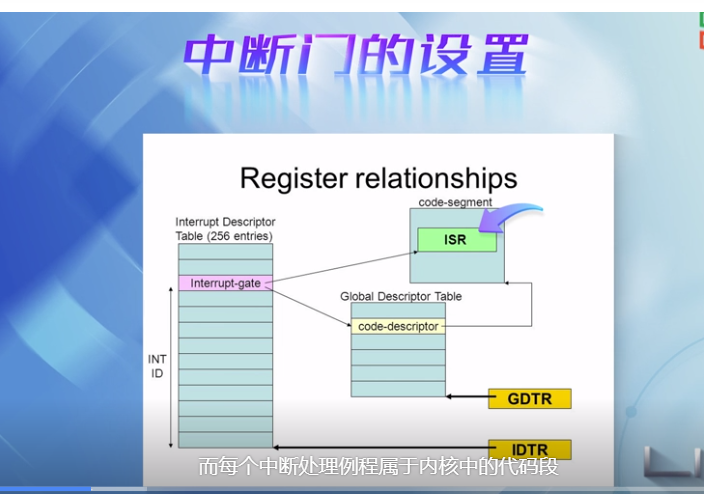 中断门的设置
Register relationships
code-segment
Interrupt Descriptor
Table (256 entries)
ISR
Interrupt-gate
Global Descriptor Table
code-descriptor
INT
ID
GDTR
IDTR
而每个中断处理例程属于内核中的代码段